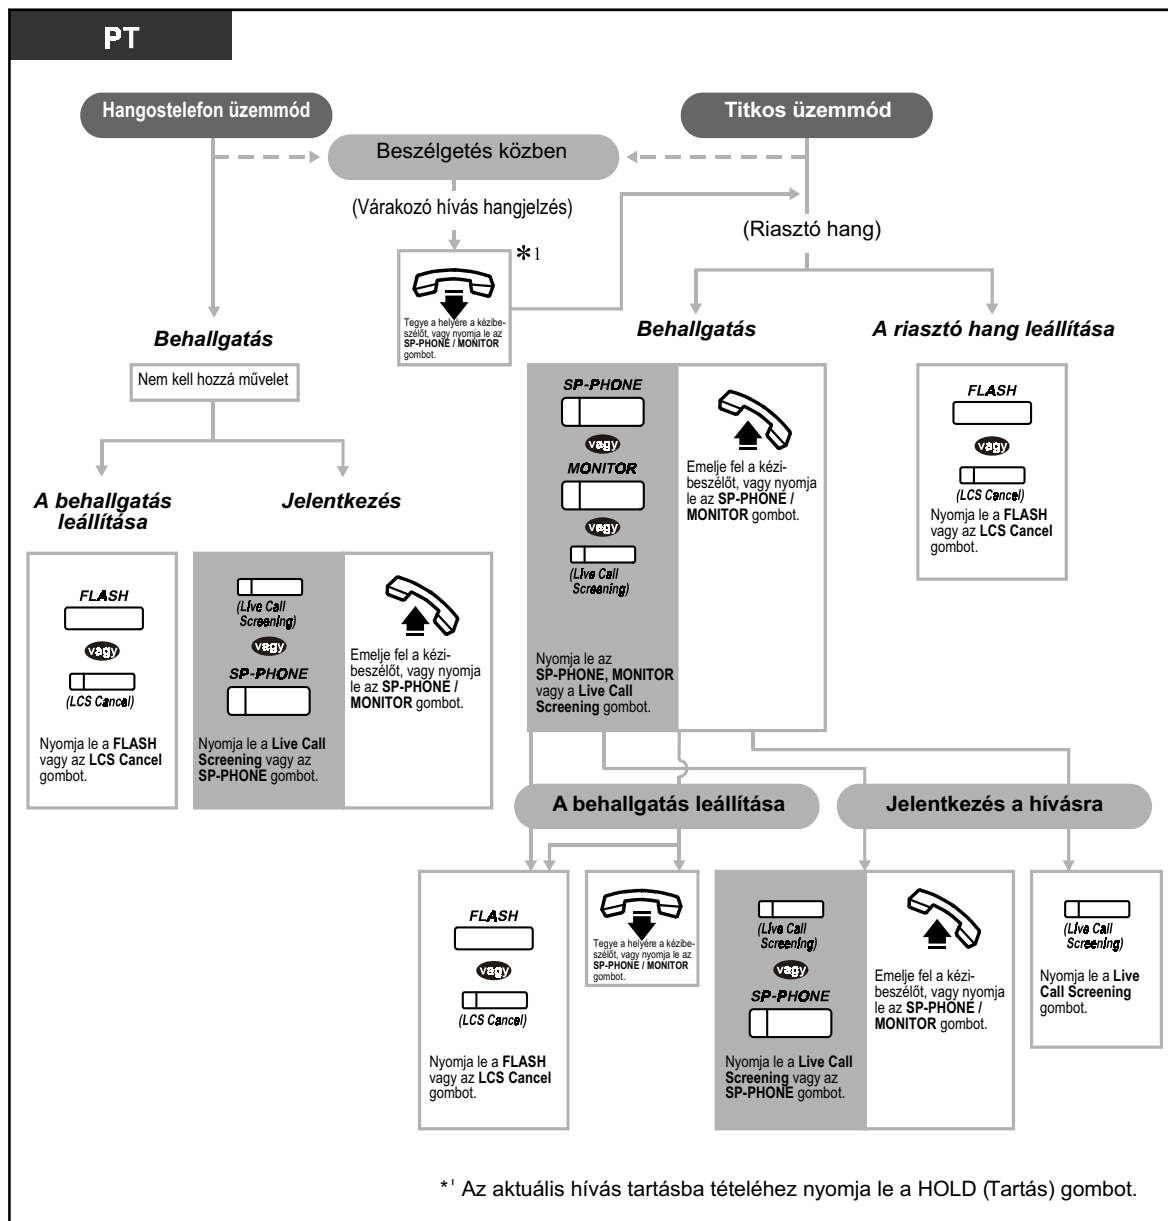 PT
Hangostelefon üzemmód
Titkos üzemmód
Beszélgetés közben
(Várakozó hívás hangjelzés)
(Riasztó hang)
*1
Tegye a helyére a kézibe-
szélőt, vagy nyomja le az
SP-PHONE / MONITOR
gombot.
Behallgatás
Nem kell hozzá művelet
Behallgatás
A riasztó hang leállítása
SP-PHONE
vagy
MONITOR
vagy
(Live Call
Screening)
Nyomja le az
SP-PHONE, MONITOR
vagy a Live Call
Screening gombot.
Emelje fel a kézi-
beszélőt, vagy nyomja
le az SP-PHONE /
MONITOR gombot.
FLASH
vagy
(LCS Cancel)
Nyomja le a FLASH
vagy az LCS Cancel
gombot.
A behallgatás
leállítása
Jelentkezés
FLASH
vagy
(LCS Cancel)
Nyomja le a FLASH
vagy az LCS Cancel
gombot.
(Live Call
Screening)
vagy
SP-PHONE
Nyomja le a Live Call
Screening vagy az
SP-PHONE gombot.
Emelje fel a kézi-
beszélőt, vagy nyomja
le az SP-PHONE /
MONITOR gombot.
A behallgatás leállítása
Jelentkezés a hívásra
FLASH
vagy
(LCS Cancel)
Nyomja le a FLASH
vagy az LCS Cancel
gombot.
Tegye a helyére a kézibe-
szélőt, vagy nyomja le az
SP-PHONE / MONITOR
gombot.
(Live Call
Screening)
vagy
SP-PHONE
Nyomja le a Live Call
Screening vagy az
SP-PHONE gombot.
Emelje fel a kézi-
beszélőt, vagy nyomja
le az SP-PHONE /
MONITOR gombot.
(Live Call
Screening)
Nyomja le a Live
Call Screening
gombot.
*1 Az aktuális hívás tartásba tételéhez nyomja le a HOLD (Tartás) gombot.